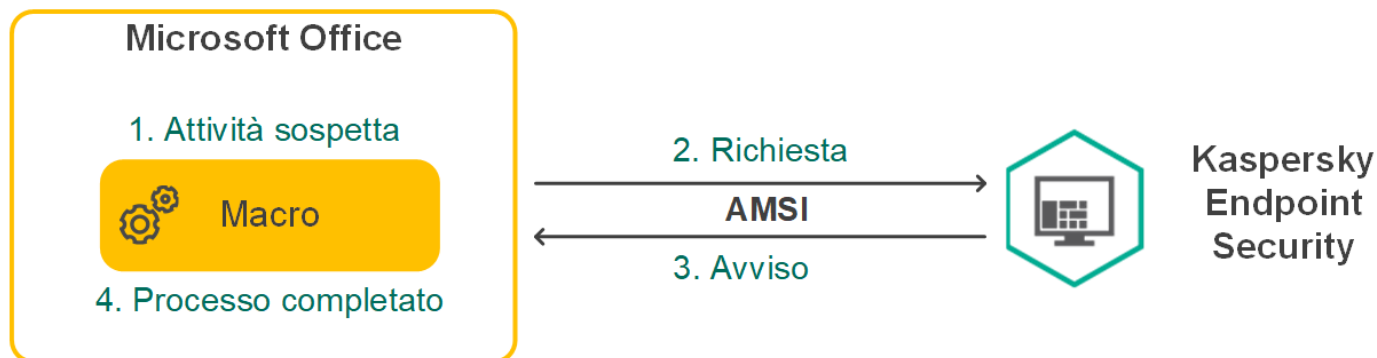 Microsoft Office
1. Attività sospetta
Macro
4. Processo completato
2. Richiesta
AMSI
3. Avviso
Kaspersky
Endpoint
Security